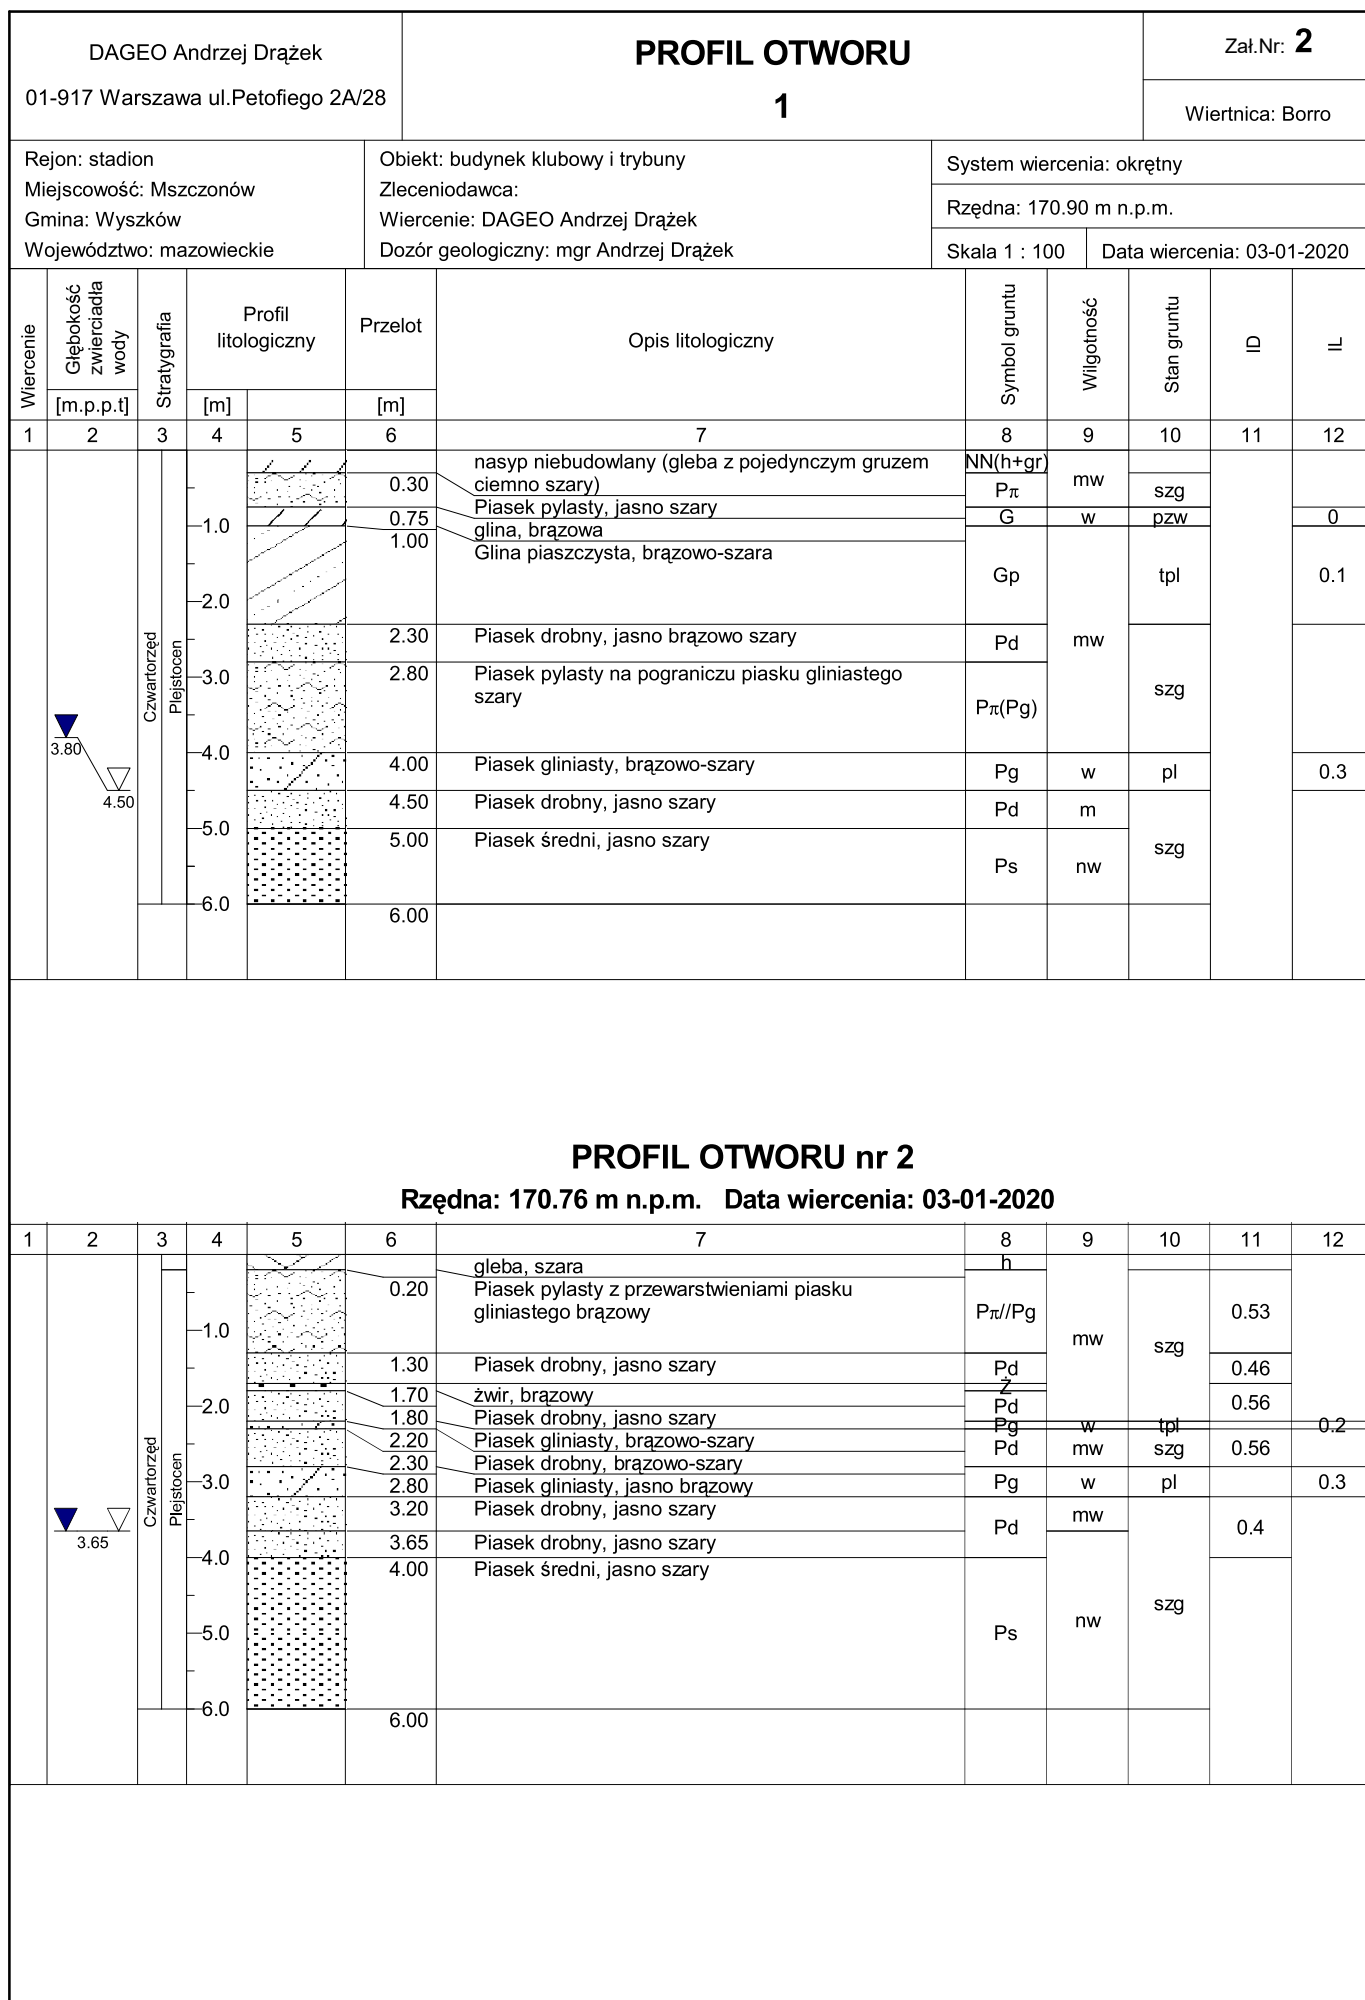 DAGEO Andrzej Drążek
01-917 Warszawa ul.Petofiego 2A/28
PROFIL OTWORU
1
Zał.Nr: 2
Wiertnica: Borro
Rejon: stadion
Miejscowość: Mszczonów
Gmina: Wyszków
Województwo: mazowieckie
Obiekt: budynek klubowy i trybuny
Zleceniodawca:
Wiercenie: DAGEO Andrzej Drążek
Dozór geologiczny: mgr Andrzej Drążek
System wiercenia: okrętny
Rzędna: 170.90 m n.p.m.
Skala 1 : 100 Data wiercenia: 03-01-2020
Wiercenie
Głębokość
zwierciadła
wody
[m.p.p.t]
Stratygrafia
Profil
litologiczny
[m]
Przelot
[m]
Opis litologiczny
Symbol gruntu
Wilgotność
Stan gruntu
ID
IL
1 2 3 4 5 6 7 8 9 10 11 12
nasyp niebudowlany (gleba z pojedynczym gruzem NN(h+gr)
0.30 ciemno szary) mw
Pπ szg
Piasek pylasty, jasno szary
1.0 0.75 glina, brązowa G w pzw 0
1.00 Glina piaszczysta, brązowo-szara
Gp tpl 0.1
2.0
2.30 Piasek drobny, jasno brązowo szary Pd mw
3.0 2.80 Piasek pylasty na pograniczu piasku gliniastego
szary szg
Pπ(Pg)
Czwartorzęd
Plejstocen
3.80
4.0 4.00 Piasek gliniasty, brązowo-szary Pg w pl 0.3
4.50 4.50 Piasek drobny, jasno szary Pd m
5.0 5.00 Piasek średni, jasno szary szg
Ps nw
6.0 6.00
PROFIL OTWORU nr 2
Rzędna: 170.76 m n.p.m. Data wiercenia: 03-01-2020
1 2 3 4 5 6 7 8 9 10 11 12
gleba, szara h
0.20 Piasek pylasty z przewarstwieniami piasku
gliniastego brązowy Pπ//Pg 0.53
1.0 mw szg
1.30 Piasek drobny, jasno szary Pd 0.46
1.70 żwir, brązowy Ż
2.0 1.80 Piasek drobny, jasno szary Pd 0.56
2.20 Piasek gliniasty, brązowo-szary Pg w tpl 0.2
2.30 Piasek drobny, brązowo-szary Pd mw szg 0.56
3.0 2.80 Piasek gliniasty, jasno brązowy Pg w pl 0.3
3.20 Piasek drobny, jasno szary mw
Pd 0.4
Czwartorzęd
Plejstocen
3.65 3.65 Piasek drobny, jasno szary
4.0 4.00 Piasek średni, jasno szary
szg
5.0 Ps nw
6.0 6.00